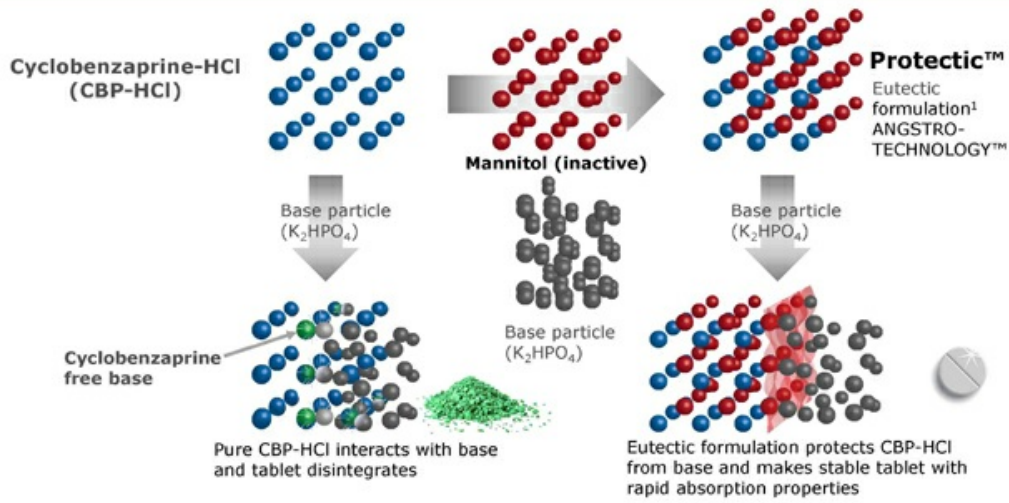 Cyclobenzaprine-HCl
(CBP-HCl)
Mannitol (inactive)
Protectic™
Eutectic
formulation¹
ANGSTRO-
TECHNOLOGY™
Base particle
(K₂HPO₄)
Base particle
(K₂HPO₄)
Base particle
(K₂HPO₄)
Cyclobenzaprine
free base
Pure CBP-HCl interacts with base
and tablet disintegrates
Eutectic formulation protects CBP-HCl
from base and makes stable tablet with
rapid absorption properties